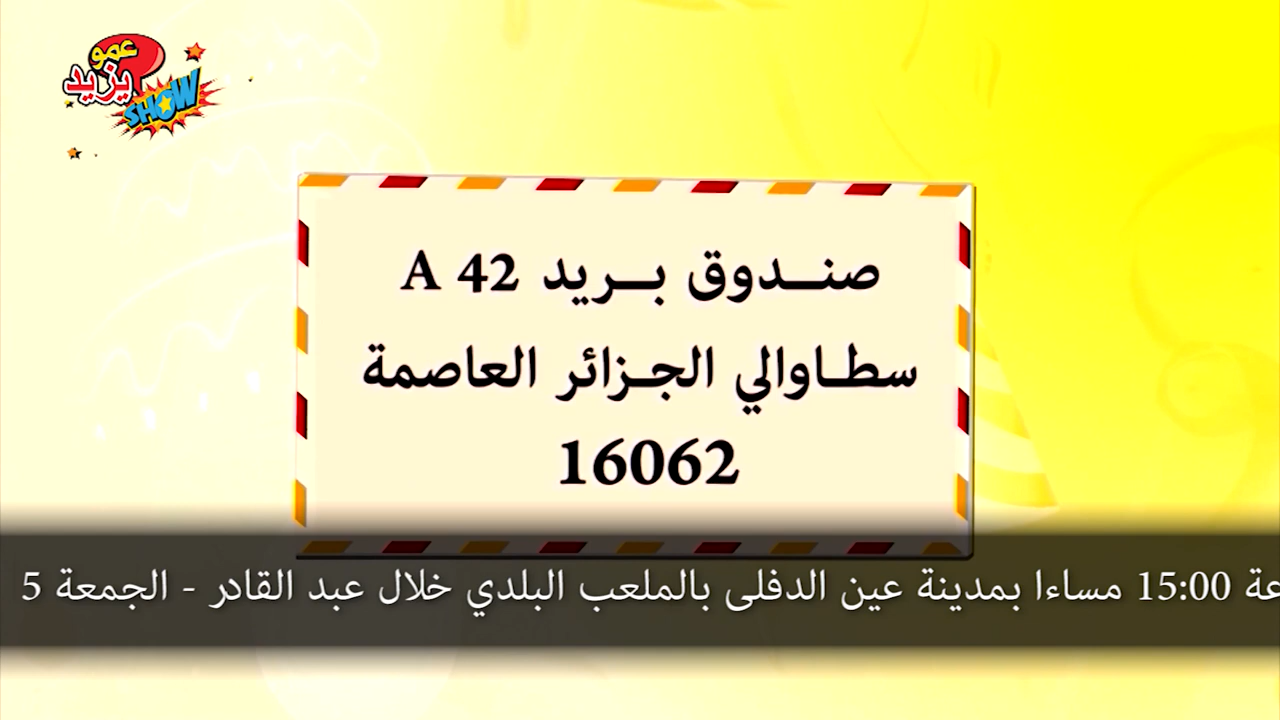 عمو
يزيد
SHOW
صندوق بريد A 42
سطاوالي الجزائر العاصمة
16062
عة 15:00 مساءا بمدينة عين الدفلى بالملعب البلدي خلال عبد القادر - الجمعة 5